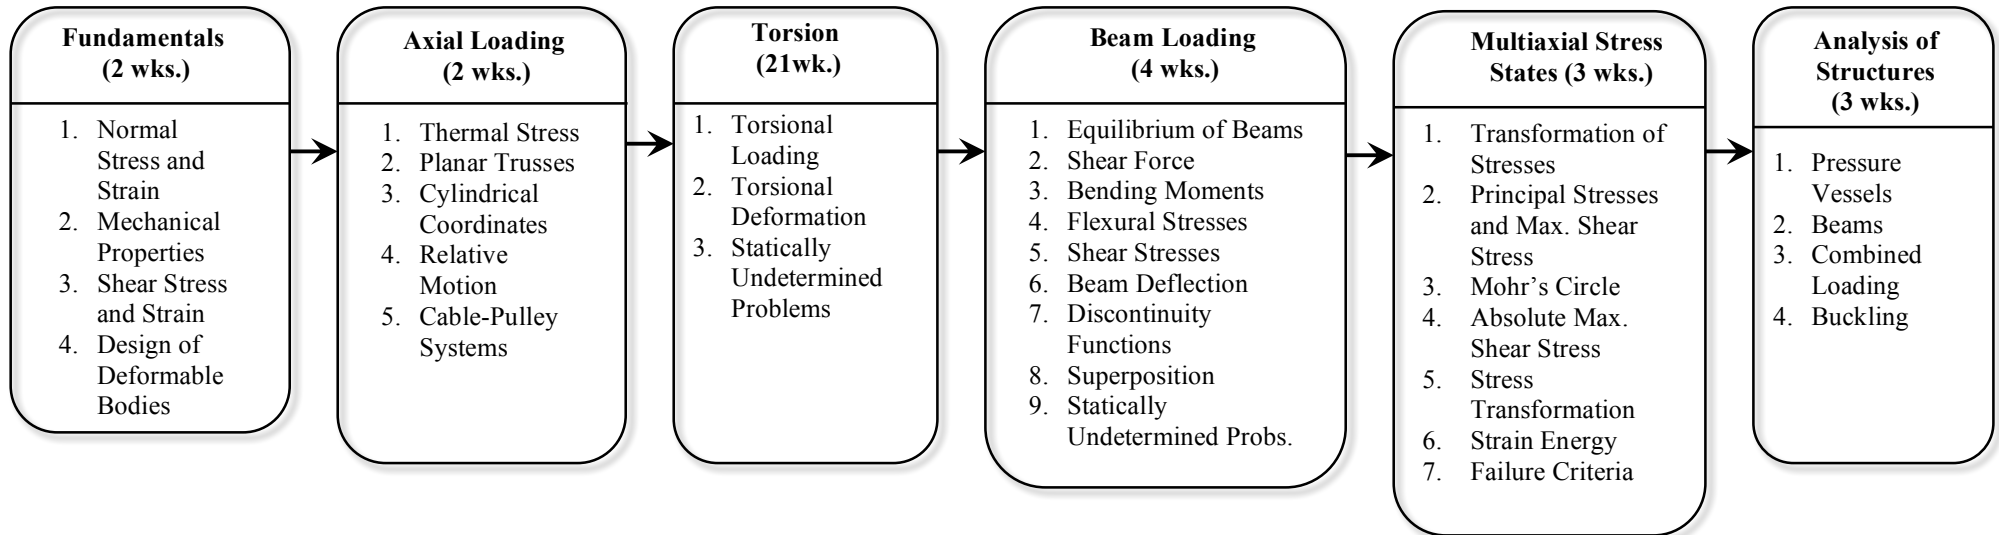 Fundamentals
(2 wks.)
1. Normal
Stress and
Strain
2. Mechanical
Properties
3. Shear Stress
and Strain
4. Design of
Deformable
Bodies
Axial Loading
(2 wks.)
1. Thermal Stress
2. Planar Trusses
3. Cylindrical
Coordinates
4. Relative
Motion
5. Cable-Pulley
Systems
Torsion
(21wk.)
1. Torsional
Loading
2. Torsional
Deformation
3. Statically
Undetermined
Problems
Beam Loading
(4 wks.)
1. Equilibrium of Beams
2. Shear Force
3. Bending Moments
4. Flexural Stresses
5. Shear Stresses
6. Beam Deflection
7. Discontinuity
Functions
8. Superposition
9. Statically
Undetermined Probs.
Multiaxial Stress
States (3 wks.)
1. Transformation of
Stresses
2. Principal Stresses
and Max. Shear
Stress
3. Mohr’s Circle
4. Absolute Max.
Shear Stress
5. Stress
Transformation
6. Strain Energy
7. Failure Criteria
Analysis of
Structures
(3 wks.)
1. Pressure
Vessels
2. Beams
3. Combined
Loading
4. Buckling